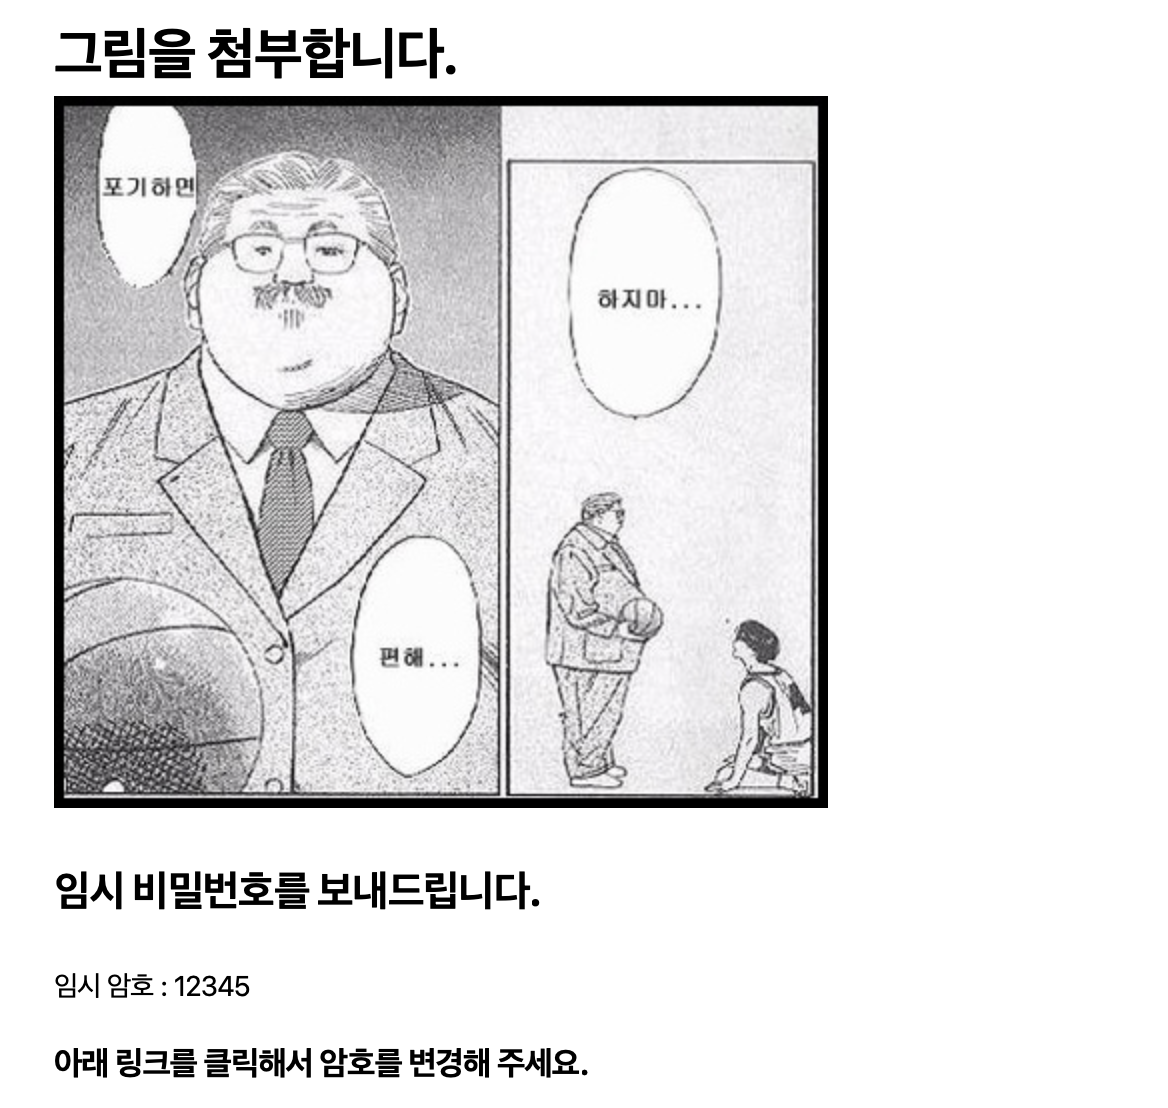 그림을 첨부합니다.
포기하면
편해...
하지마...
임시 비밀번호를 보내드립니다.
임시 암호 : 12345
아래 링크를 클릭해서 암호를 변경해 주세요.